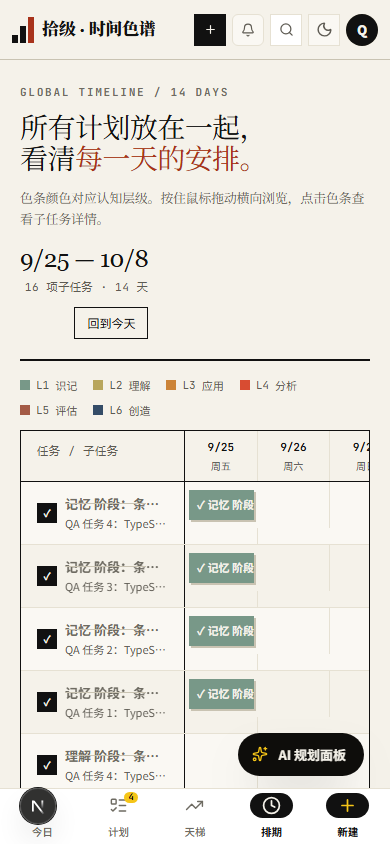 拾级 · 时间色谱
+
Q
GLOBAL TIMELINE / 14 DAYS
所有计划放在一起，
看清每一天的安排。
色条颜色对应认知层级。按住鼠标拖动横向浏览，点击色条查
看子任务详情。
9/25 — 10/8
16 项子任务 · 14 天
回到今天
L1 识记 L2 理解 L3 应用 L4 分析
L5 评估 L6 创造
任务 / 子任务
9/25
周五
9/26
周六
✓ 记忆 阶段：条…
QA 任务 4：TypeS…
✓ 记忆 阶段
✓ 记忆 阶段：条…
QA 任务 3：TypeS…
✓ 记忆 阶段
✓ 记忆 阶段：条…
QA 任务 2：TypeS…
✓ 记忆 阶段
✓ 记忆 阶段：条…
QA 任务 1：TypeS…
✓ 记忆 阶段
✓ 理解 阶段：条…
QA 任务 4：TypeS…
AI 规划面板
N
4
今日 计划 天梯 排期 新建